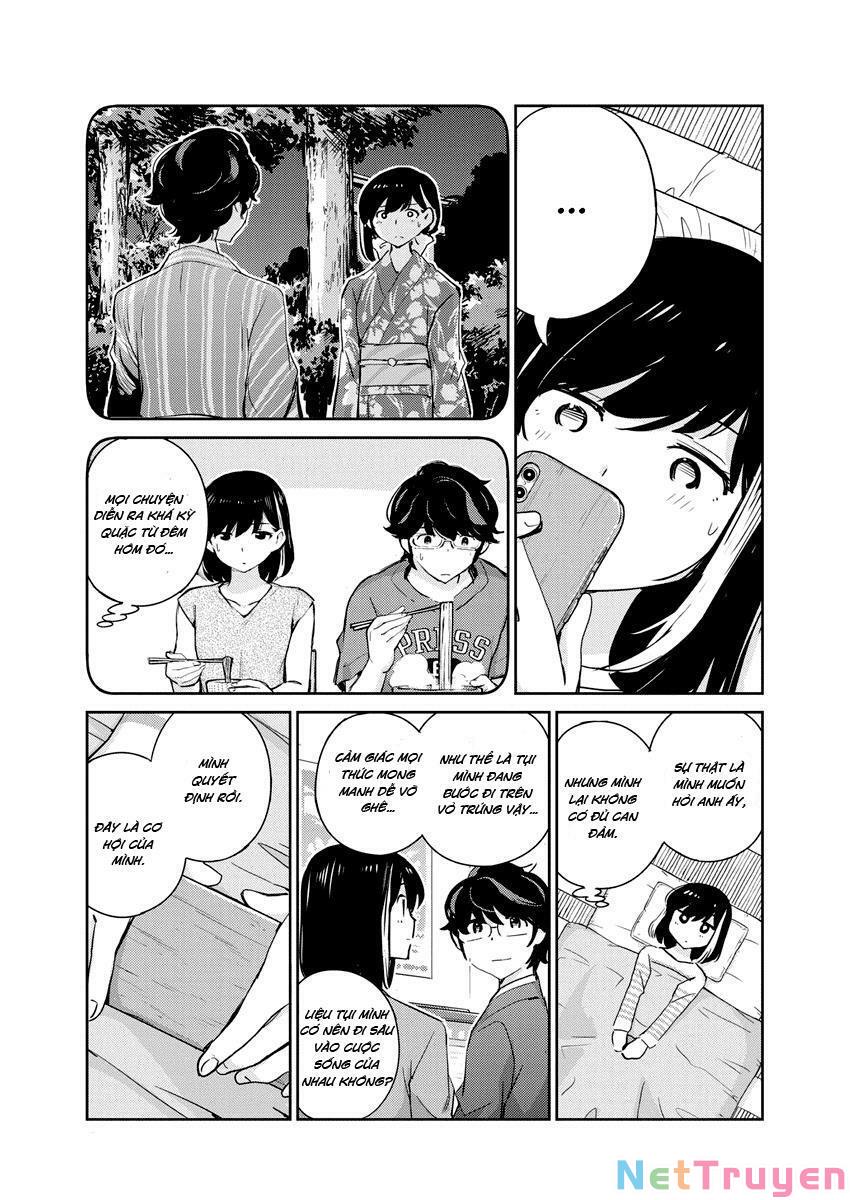 ...
MỌI CHUYỆN
DIỄN RA KHÁ KỲ
QUẶC TỪ ĐÊM
HÔM ĐÓ...
PRESS
SỰ THẬT LÀ
MÌNH MUỐN
HỎI ANH ẤY,
NHƯNG MÌNH
LẠI KHÔNG
CÓ ĐỦ CAN
ĐẢM.
NHƯ THỂ LÀ TỤI
MÌNH ĐANG
BƯỚC ĐI TRÊN
VỎ TRỨNG VẬY...
CẢM GIÁC MỌI
THỨC MONG
MANH DỄ VỠ
GHÊ...
LIỆU TỤI MÌNH
CÓ NÊN ĐI SÂU
VÀO CUỘC
SỐNG CỦA
NHAU KHÔNG?
MÌNH
QUYẾT
ĐỊNH RỒI.
ĐÂY LÀ CƠ
HỘI CỦA
MÌNH.
NetTruyen